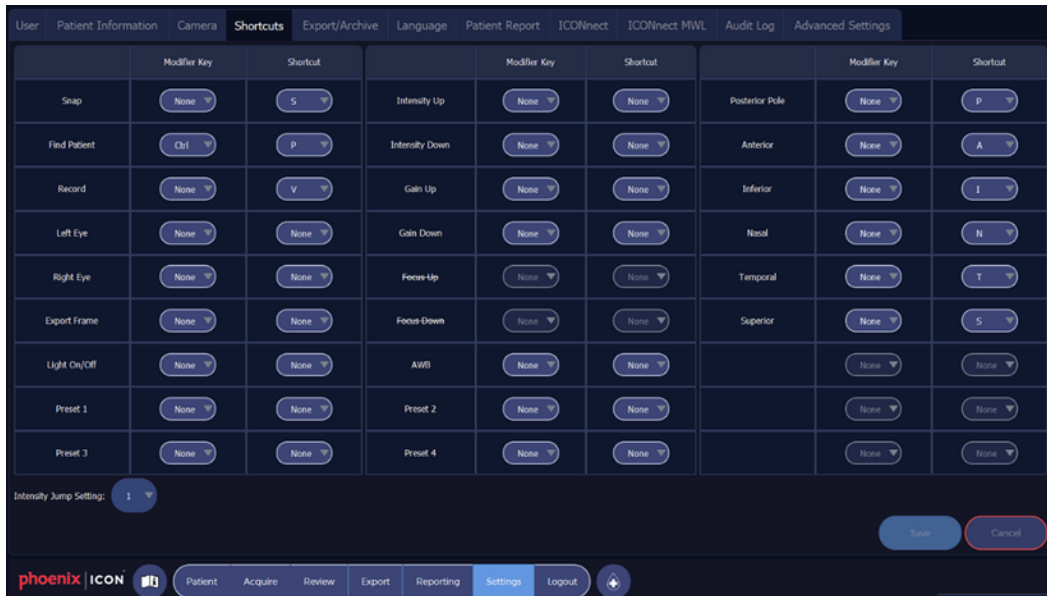 User Patient Information Camera Shortcuts Export/Archive Language Patient Report ICONnect ICONnect MWL Audit Log Advanced Settings
Modifier Key Shortcut Modifier Key Shortcut Modifier Key Shortcut
Snap None S Intensity Up None None Posterior Pole None P
Find Patient Ctrl P Intensity Down None None Anterior None A
Record None V Gain Up None None Inferior None I
Left Eye None None Gain Down None None Nasal None N
Right Eye None None Focus Up None None Temporal None T
Export Frame None None Focus Down None None Superior None S
Light On/Off None None AWB None None None None
Preset 1 None None Preset 2 None None None None
Preset 3 None None Preset 4 None None None None
Intensity Jump Setting: 1
Save Cancel
phoenix ICON Patient Acquire Review Export Reporting Settings Logout